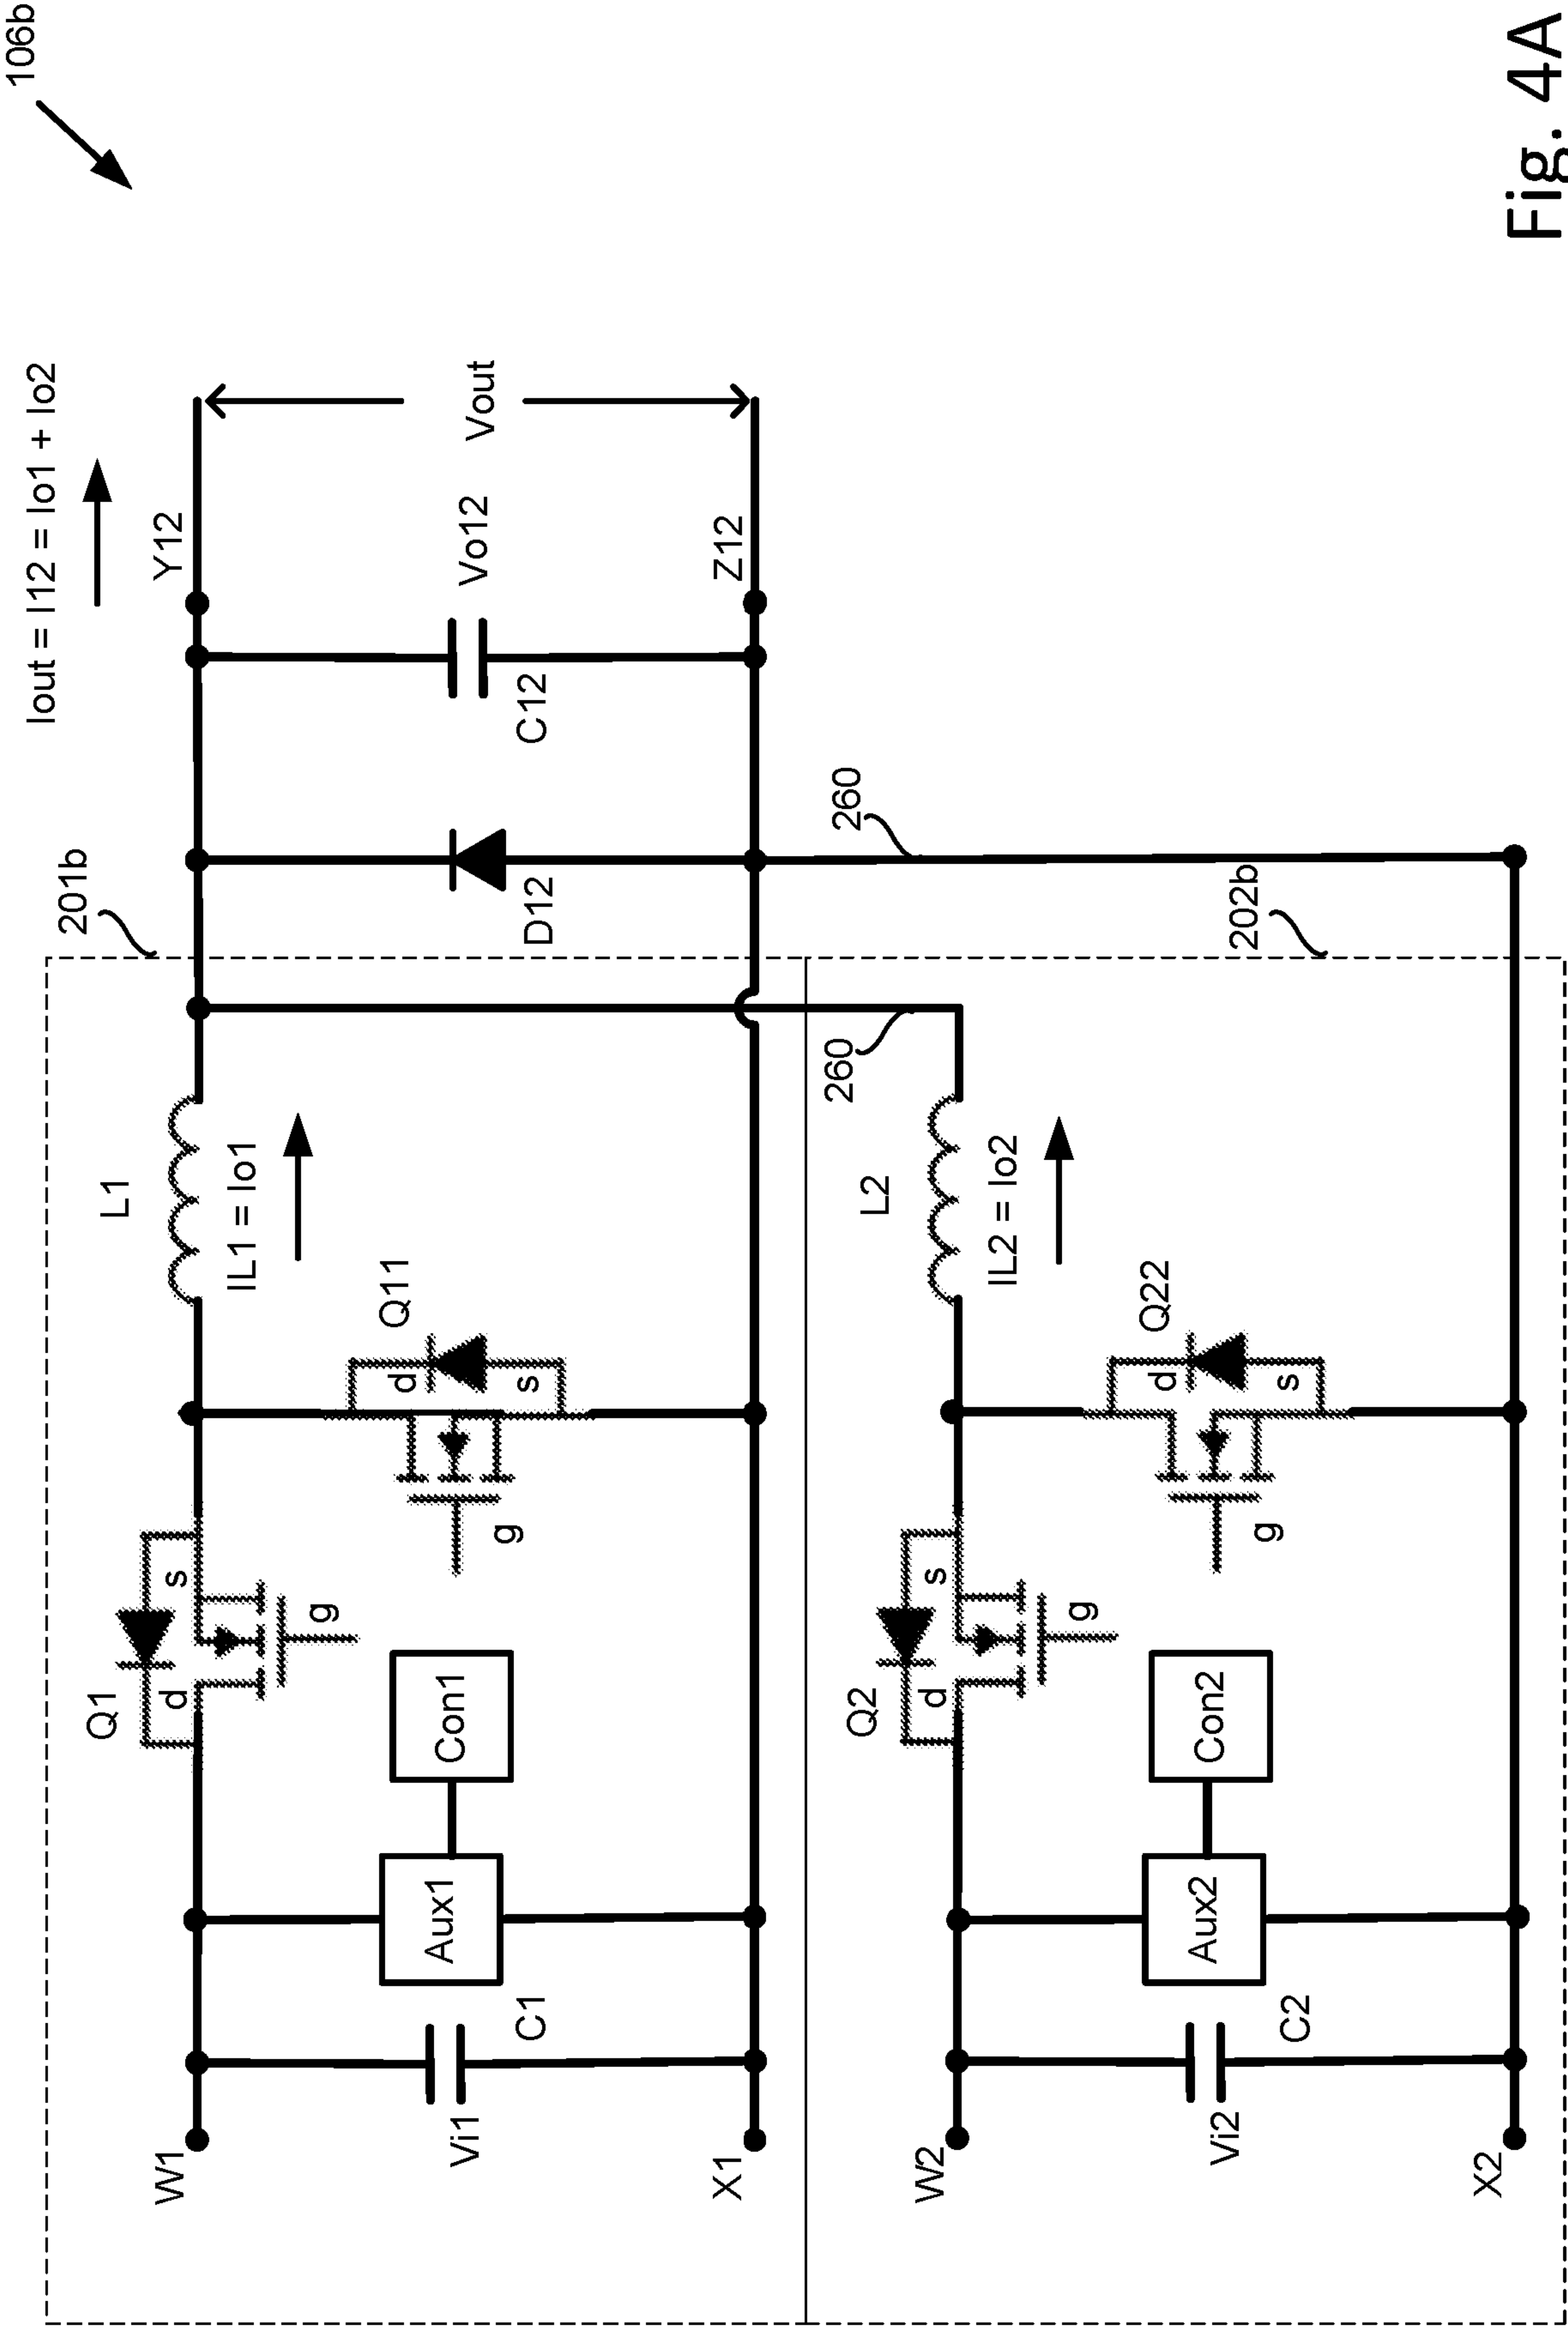 106b
Iout = I12 = Io1 + Io2
201b
Y12
L1
IL1 = Io1
Q1
d
s
g
Q11
d
s
g
W1
Vi1
C1
Aux1
Con1
D12
C12
Vo12
Vout
X1
Z12
260
260
202b
L2
IL2 = Io2
Q2
d
s
g
Q22
d
s
g
W2
Vi2
C2
Aux2
Con2
X2
Fig. 4A